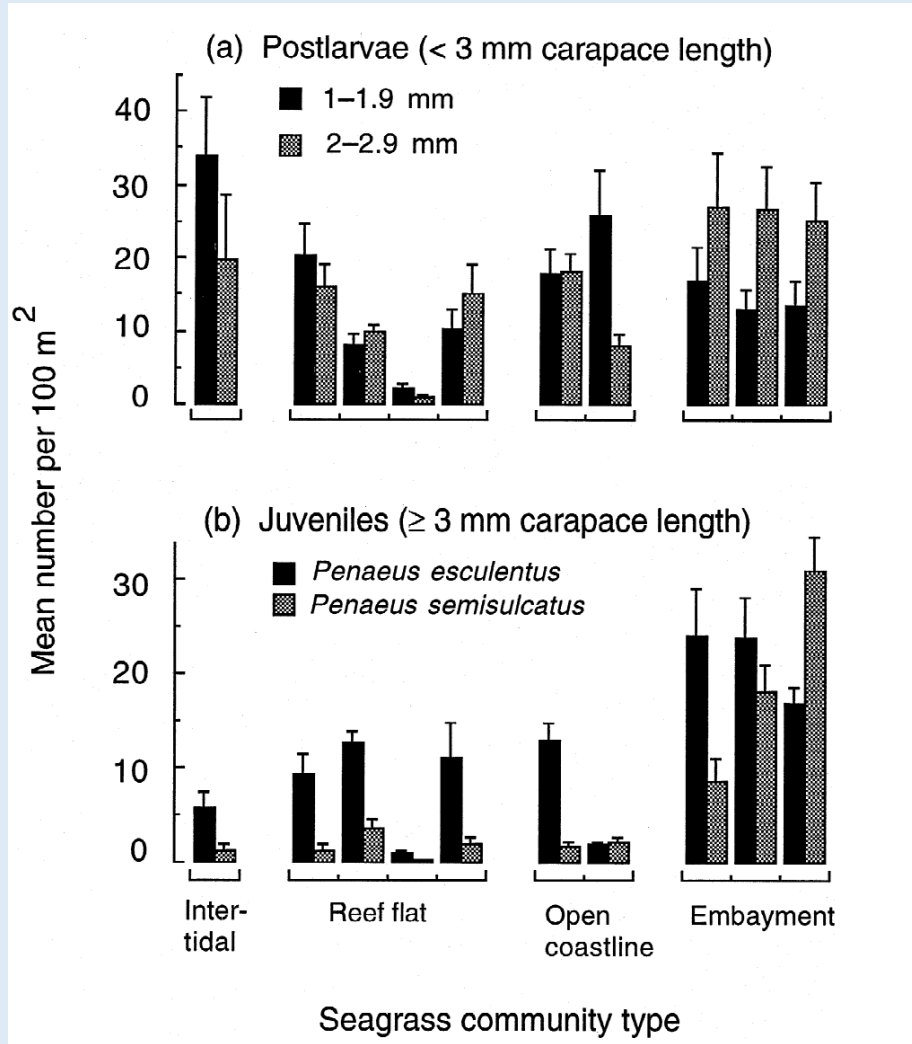 (a) Postlarvae (< 3 mm carapace length)
40
30
20
10
0
1–1.9 mm
2–2.9 mm
Mean number per 100 m²
(b) Juveniles (≥ 3 mm carapace length)
30
20
10
0
Penaeus esculentus
Penaeus semisulcatus
Inter-
tidal
Reef flat
Open
coastline
Embayment
Seagrass community type